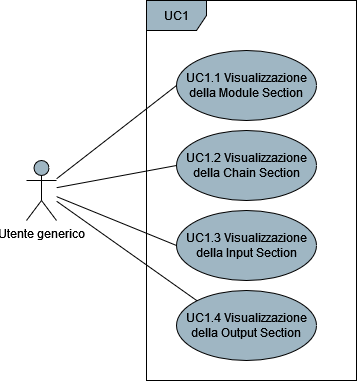 UC1
UC1.1 Visualizzazione
della Module Section
UC1.2 Visualizzazione
della Chain Section
UC1.3 Visualizzazione
della Input Section
UC1.4 Visualizzazione
della Output Section
Utente generico